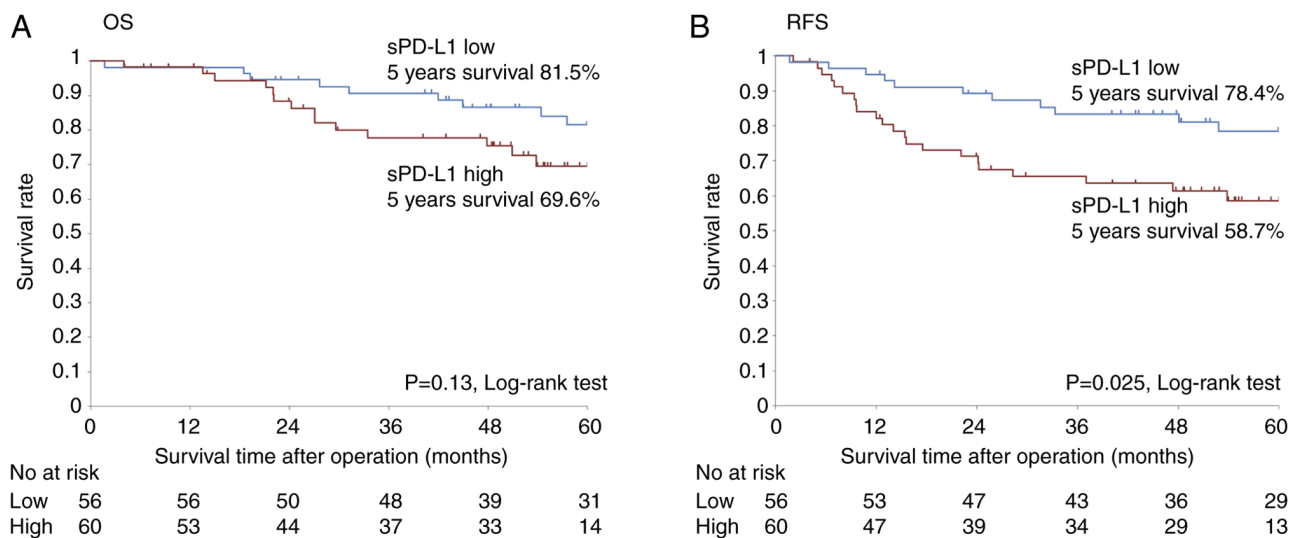 A
OS
sPD-L1 low
5 years survival 81.5%
sPD-L1 high
5 years survival 69.6%
P=0.13, Log-rank test
Survival rate
1
0.9
0.8
0.7
0.6
0.5
0.4
0.3
0.2
0.1
0
0 12 24 36 48 60
Survival time after operation (months)
No at risk
Low 56 56 50 48 39 31
High 60 53 44 37 33 14
B
RFS
sPD-L1 low
5 years survival 78.4%
sPD-L1 high
5 years survival 58.7%
P=0.025, Log-rank test
Survival rate
1
0.9
0.8
0.7
0.6
0.5
0.4
0.3
0.2
0.1
0
0 12 24 36 48 60
Survival time after operation (months)
No at risk
Low 56 53 47 43 36 29
High 60 47 39 34 29 13